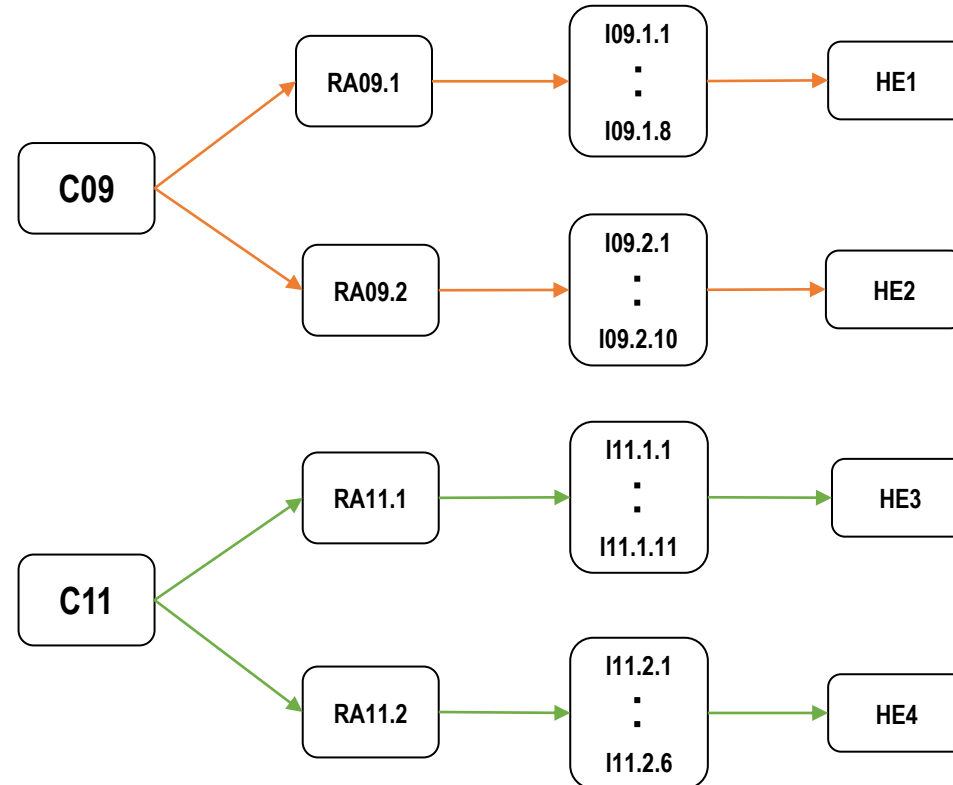 C09
RA09.1
I09.1.1
:
I09.1.8
HE1
RA09.2
I09.2.1
:
I09.2.10
HE2
C11
RA11.1
I11.1.1
:
I11.1.11
HE3
RA11.2
I11.2.1
:
I11.2.6
HE4